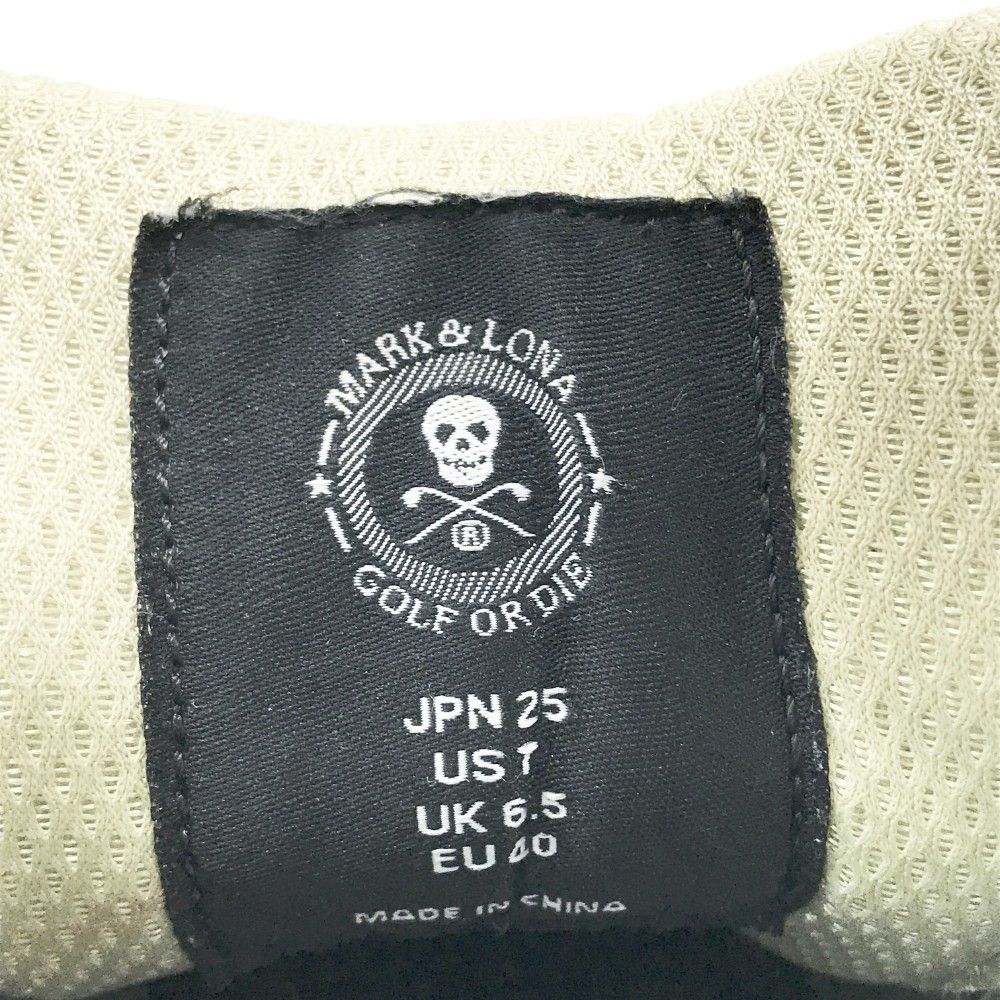 MARK & LONA
®
GOLF OR DIE
JPN 25
US 7
UK 6.5
EU 40
MADE IN CHINA